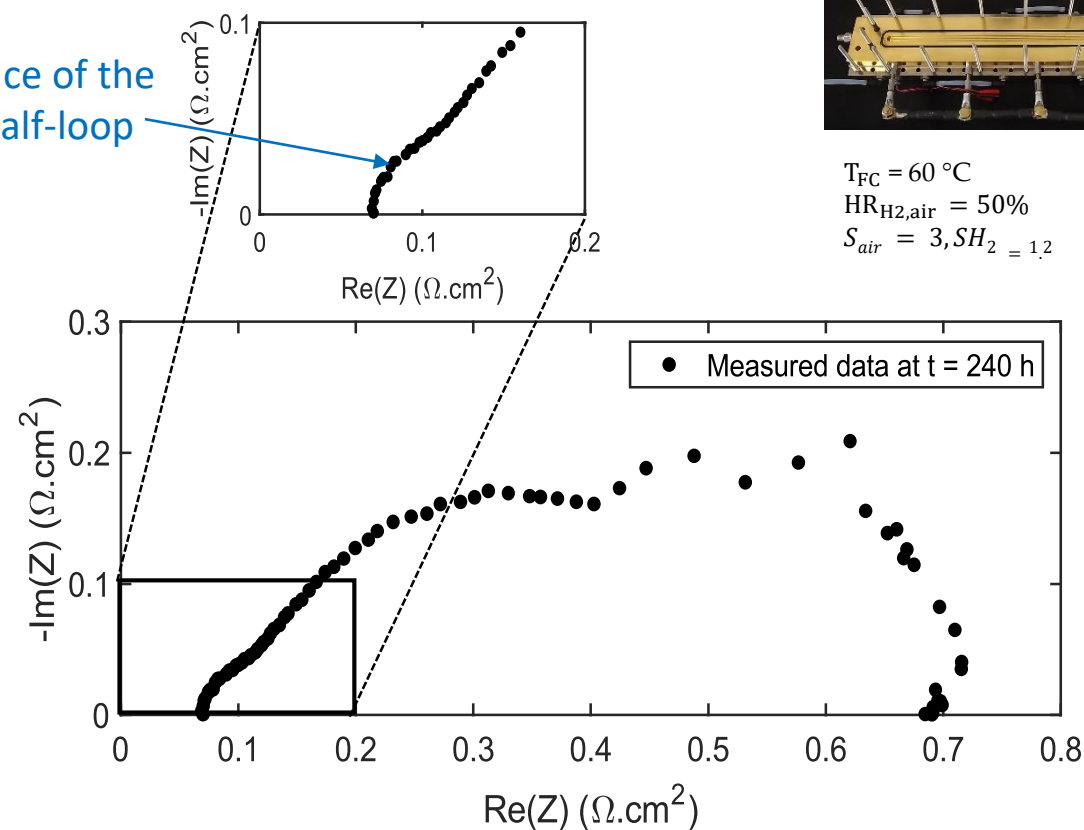 ce of the
alf-loop
-Im(Z) (Ω.cm²)
0.1
0
0
0.1
0.2
Re(Z) (Ω.cm²)
T_FC = 60 °C
HR_H2,air = 50%
S_air = 3, SH_2 = 1.2
-Im(Z) (Ω.cm²)
0.3
0.2
0.1
0
Measured data at t = 240 h
0
0.1
0.2
0.3
0.4
0.5
0.6
0.7
0.8
Re(Z) (Ω.cm²)